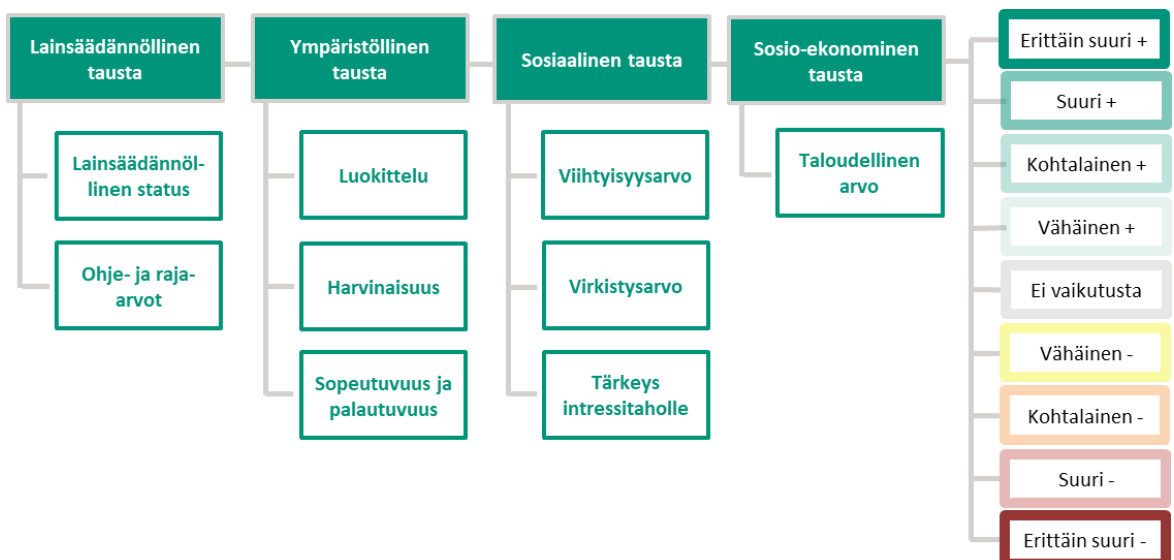 Lainsäädännöllinen
tausta
Lainsäädännöl-
linen status
Ohje- ja raja-
arvot
Ympäristöllinen
tausta
Luokittelu
Harvinaisuus
Sopeutuvuus ja
palautuvuus
Sosiaalinen tausta
Viihtyisyysarvo
Virkistysarvo
Tärkeys
intressitaholle
Sosio-ekonominen
tausta
Taloudellinen
arvo
Erittäin suuri +
Suuri +
Kohtalainen +
Vähäinen +
Ei vaikutusta
Vähäinen -
Kohtalainen -
Suuri -
Erittäin suuri -